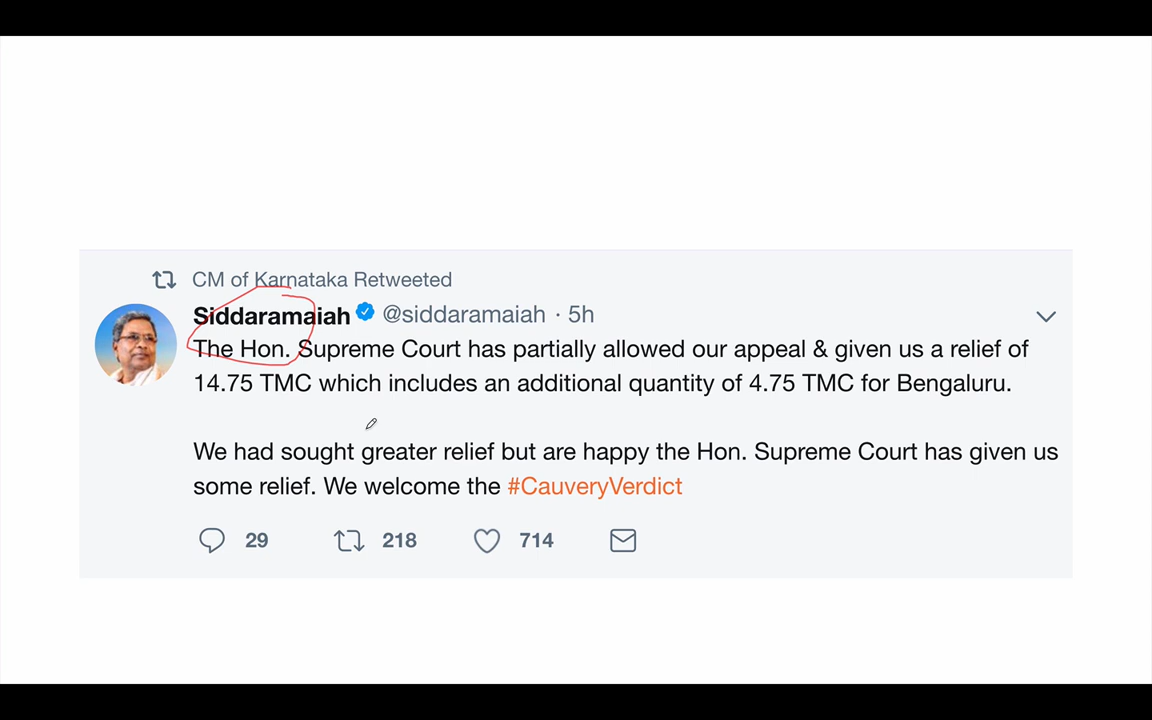 CM of Karnataka Retweeted
Siddaramaiah @siddaramaiah · 5h
The Hon. Supreme Court has partially allowed our appeal & given us a relief of
14.75 TMC which includes an additional quantity of 4.75 TMC for Bengaluru.
We had sought greater relief but are happy the Hon. Supreme Court has given us
some relief. We welcome the #CauveryVerdict
29 218 714